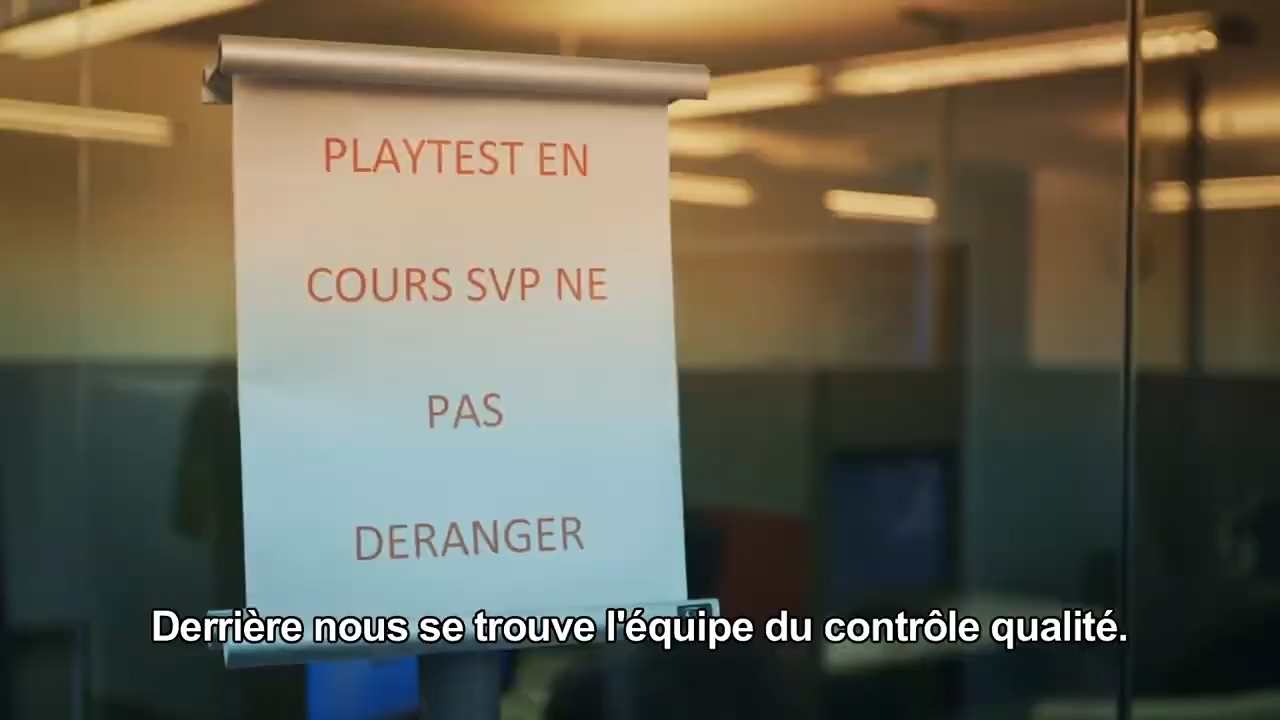 PLAYTEST EN
COURS SVP NE
PAS
DERANGER
Derrière nous se trouve l'équipe du contrôle qualité.